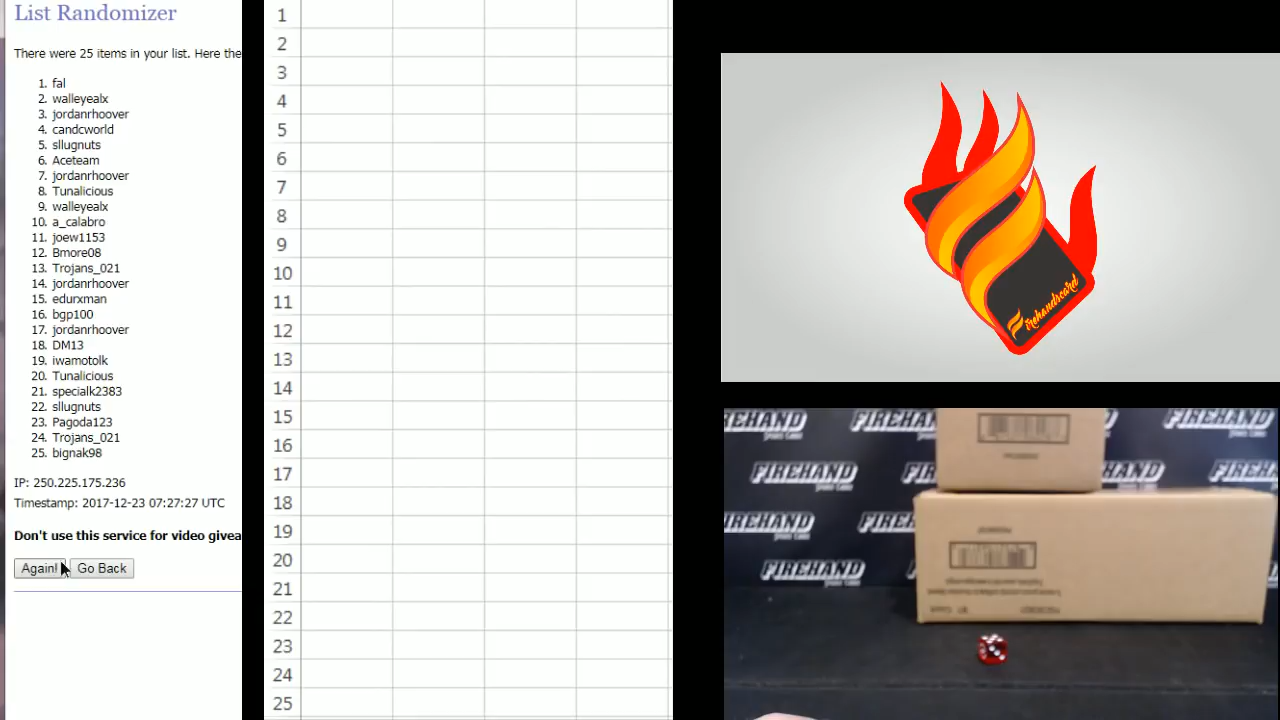 List Randomizer
There were 25 items in your list. Here the
1. fal
2. walleyealx
3. jordanrhoover
4. candcworld
5. sllugnuts
6. Aceteam
7. jordanrhoover
8. Tunalicious
9. walleyealx
10. a_calabro
11. joew1153
12. Bmore08
13. Trojans_021
14. jordanrhoover
15. edurxman
16. bgp100
17. jordanrhoover
18. DM13
19. iwamotolk
20. Tunalicious
21. specialk2383
22. sllugnuts
23. Pagoda123
24. Trojans_021
25. bignak98
IP: 250.225.175.236
Timestamp: 2017-12-23 07:27:27 UTC
Don't use this service for video givea
Again! Go Back
1
2
3
4
5
6
7
8
9
10
11
12
13
14
15
16
17
18
19
20
21
22
23
24
25
Firehandscard
FIREHAND
FIREHAND
FIREHAND
FIREHAND